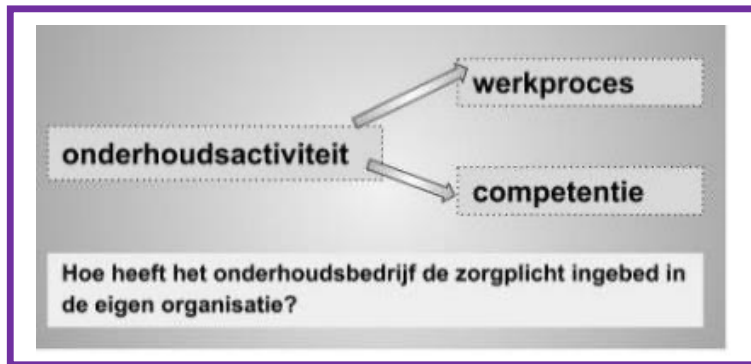 werkproces
onderhoudsactiviteit
competentie
Hoe heeft het onderhoudsbedrijf de zorgplicht ingebed in
de eigen organisatie?